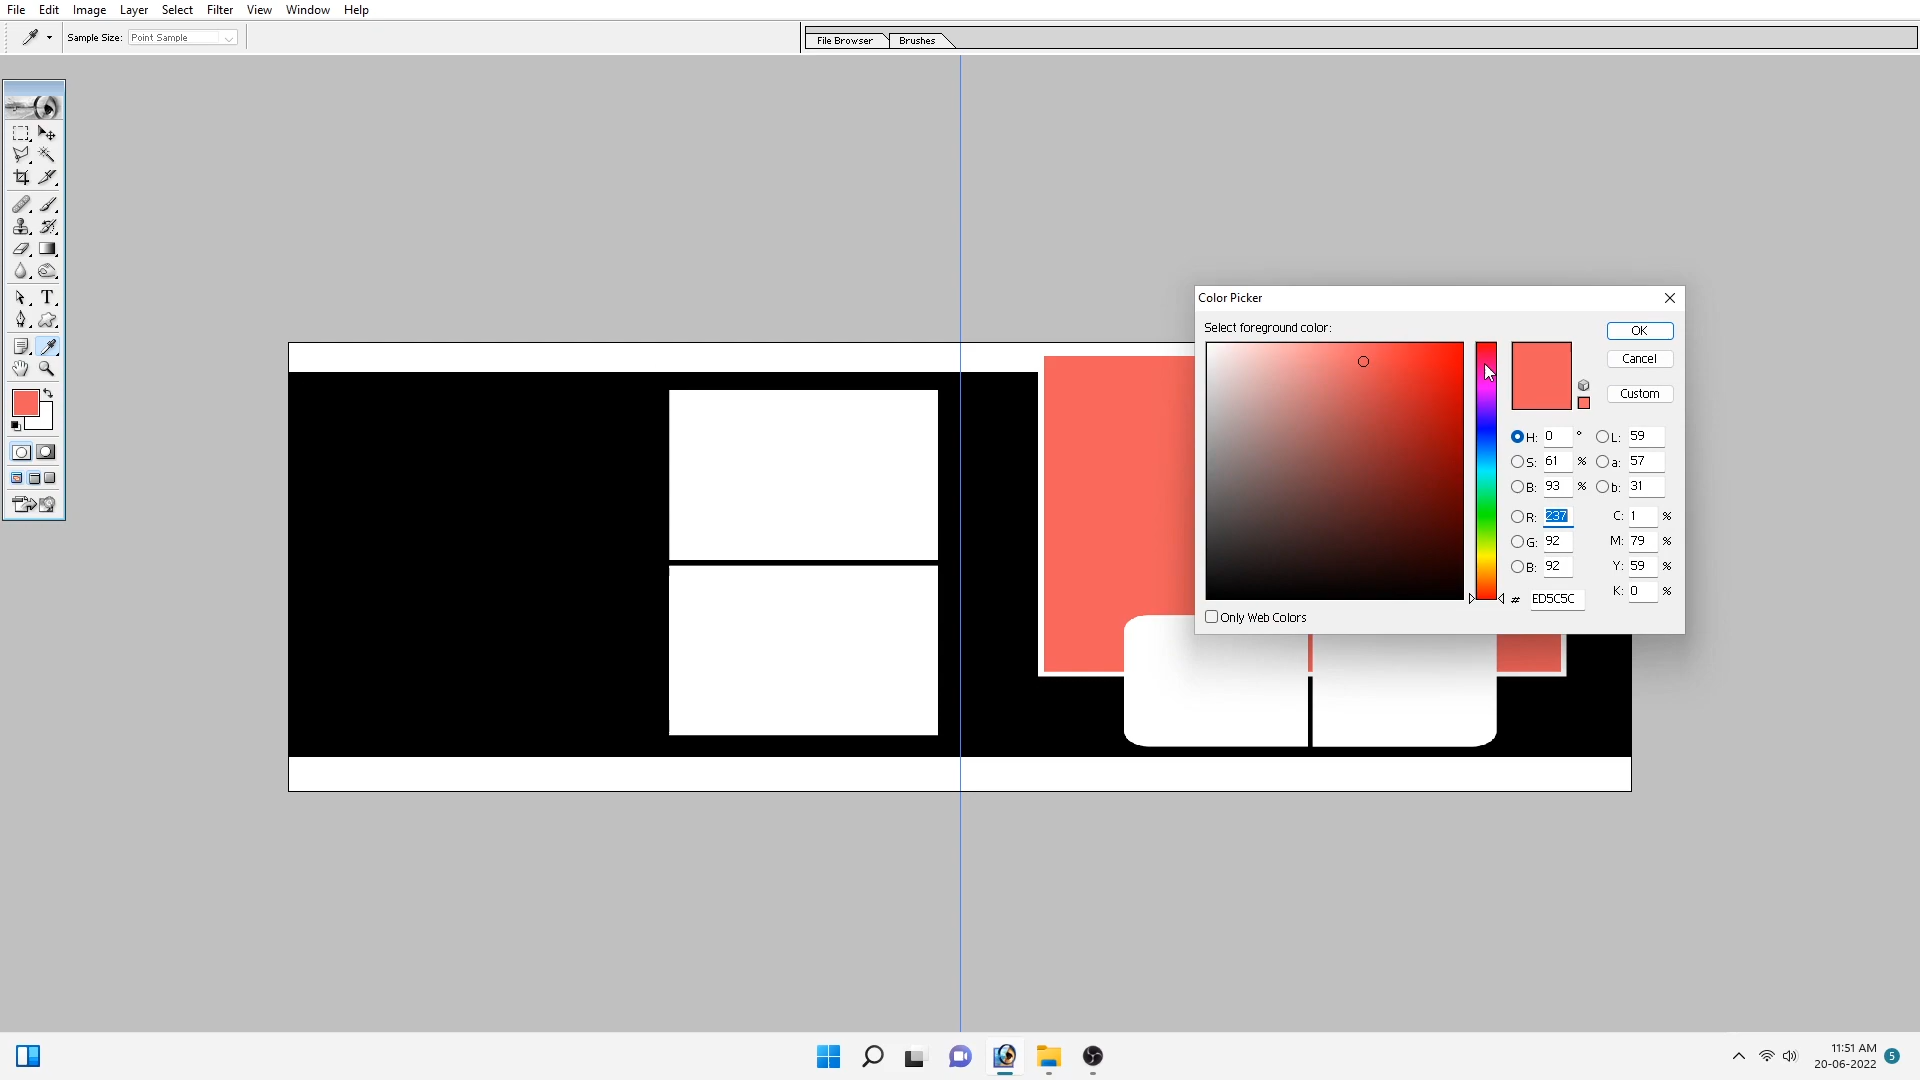 File Edit Image Layer Select Filter View Window Help
Sample Size: Point Sample
File Browser Brushes
T
Color Picker
Select foreground color:
OK
Cancel
Custom
H: 0 ° L: 59
S: 61 % a: 57
B: 93 % b: 31
R: 237 C: 1 %
G: 92 M: 79 %
B: 92 Y: 59 %
# ED5C5C K: 0 %
Only Web Colors
11:51 AM
20-06-2022
5